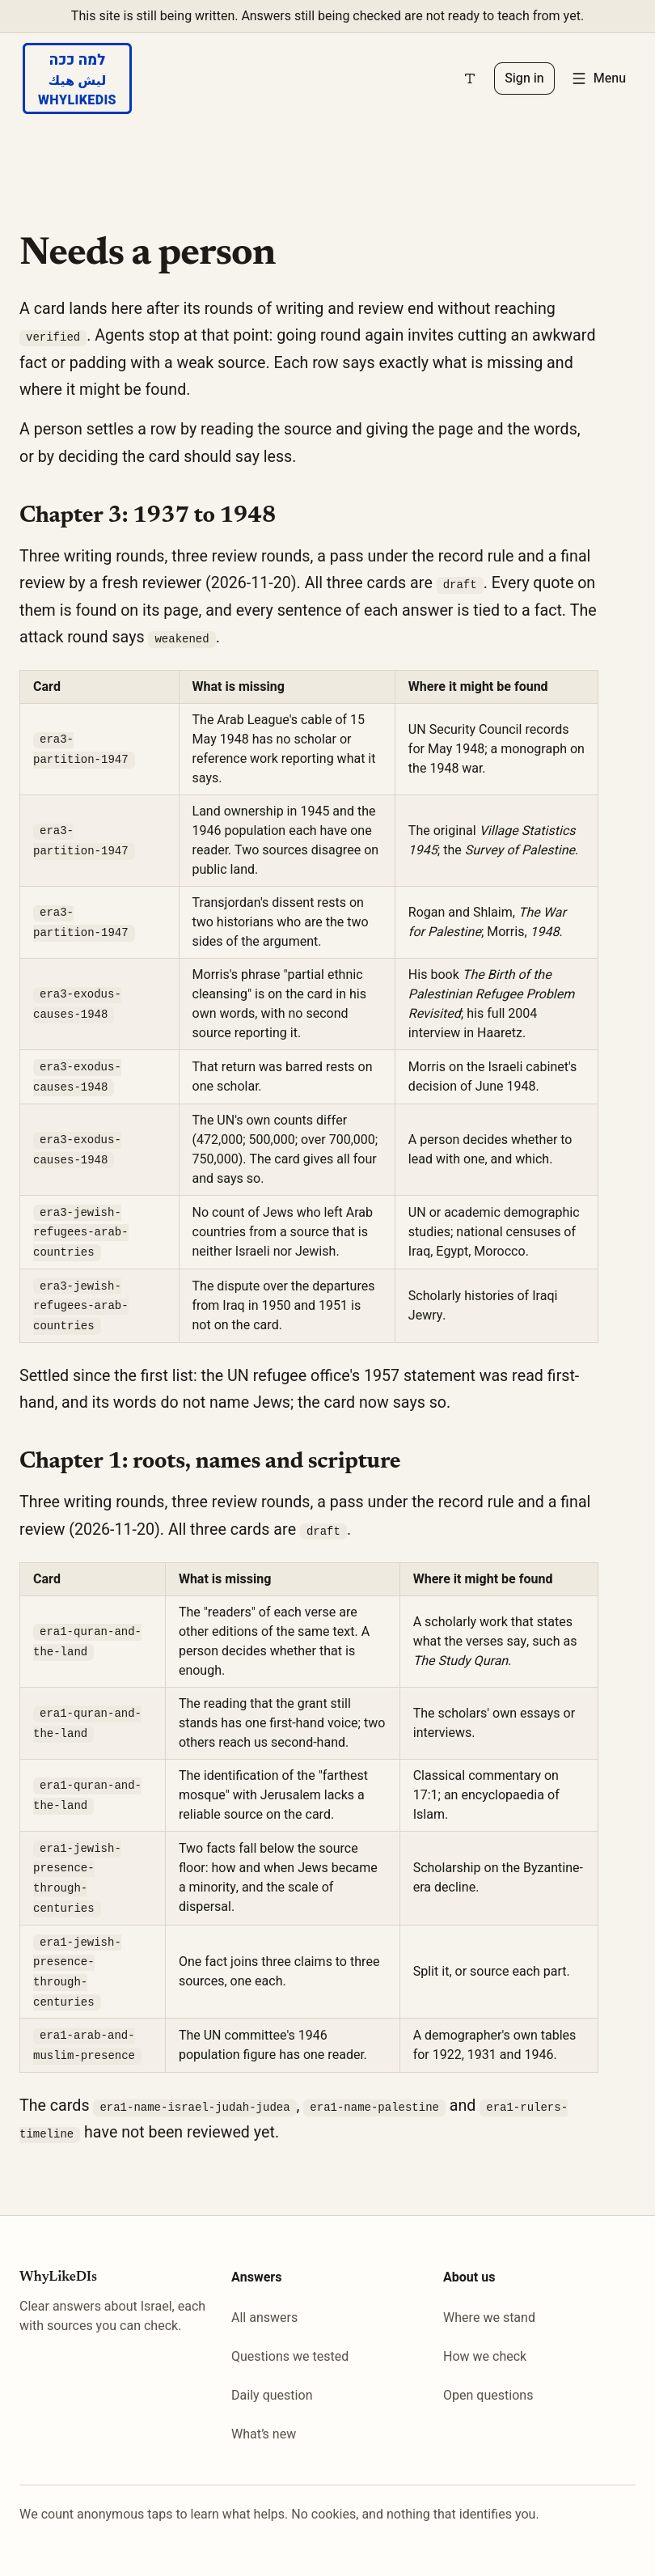 This site is still being written. Answers still being checked are not ready to teach from yet.
למה ככה
ليش هيك
WHYLIKEDIS
Sign in
Menu
Needs a person
A card lands here after its rounds of writing and review end without reaching
verified. Agents stop at that point: going round again invites cutting an awkward
fact or padding with a weak source. Each row says exactly what is missing and
where it might be found.
A person settles a row by reading the source and giving the page and the words,
or by deciding the card should say less.
Chapter 3: 1937 to 1948
Three writing rounds, three review rounds, a pass under the record rule and a final
review by a fresh reviewer (2026-11-20). All three cards are draft. Every quote on
them is found on its page, and every sentence of each answer is tied to a fact. The
attack round says weakened.
Card
What is missing
Where it might be found
era3-
partition-1947
The Arab League's cable of 15
May 1948 has no scholar or
reference work reporting what it
says.
UN Security Council records
for May 1948; a monograph on
the 1948 war.
era3-
partition-1947
Land ownership in 1945 and the
1946 population each have one
reader. Two sources disagree on
public land.
The original Village Statistics
1945; the Survey of Palestine.
era3-
partition-1947
Transjordan's dissent rests on
two historians who are the two
sides of the argument.
Rogan and Shlaim, The War
for Palestine; Morris, 1948.
era3-exodus-
causes-1948
Morris's phrase "partial ethnic
cleansing" is on the card in his
own words, with no second
source reporting it.
His book The Birth of the
Palestinian Refugee Problem
Revisited; his full 2004
interview in Haaretz.
era3-exodus-
causes-1948
That return was barred rests on
one scholar.
Morris on the Israeli cabinet's
decision of June 1948.
era3-exodus-
causes-1948
The UN's own counts differ
(472,000; 500,000; over 700,000;
750,000). The card gives all four
and says so.
A person decides whether to
lead with one, and which.
era3-jewish-
refugees-arab-
countries
No count of Jews who left Arab
countries from a source that is
neither Israeli nor Jewish.
UN or academic demographic
studies; national censuses of
Iraq, Egypt, Morocco.
era3-jewish-
refugees-arab-
countries
The dispute over the departures
from Iraq in 1950 and 1951 is
not on the card.
Scholarly histories of Iraqi
Jewry.
Settled since the first list: the UN refugee office's 1957 statement was read first-
hand, and its words do not name Jews; the card now says so.
Chapter 1: roots, names and scripture
Three writing rounds, three review rounds, a pass under the record rule and a final
review (2026-11-20). All three cards are draft.
Card
What is missing
Where it might be found
era1-quran-and-
the-land
The "readers" of each verse are
other editions of the same text. A
person decides whether that is
enough.
A scholarly work that states
what the verses say, such as
The Study Quran.
era1-quran-and-
the-land
The reading that the grant still
stands has one first-hand voice; two
others reach us second-hand.
The scholars' own essays or
interviews.
era1-quran-and-
the-land
The identification of the "farthest
mosque" with Jerusalem lacks a
reliable source on the card.
Classical commentary on
17:1; an encyclopaedia of
Islam.
era1-jewish-
presence-
through-
centuries
Two facts fall below the source
floor: how and when Jews became
a minority, and the scale of
dispersal.
Scholarship on the Byzantine-
era decline.
era1-jewish-
presence-
through-
centuries
One fact joins three claims to three
sources, one each.
Split it, or source each part.
era1-arab-and-
muslim-presence
The UN committee's 1946
population figure has one reader.
A demographer's own tables
for 1922, 1931 and 1946.
The cards era1-name-israel-judah-judea, era1-name-palestine and era1-rulers-
timeline have not been reviewed yet.
WhyLikeDIs
Clear answers about Israel, each
with sources you can check.
Answers
All answers
Questions we tested
Daily question
What's new
About us
Where we stand
How we check
Open questions
We count anonymous taps to learn what helps. No cookies, and nothing that identifies you.